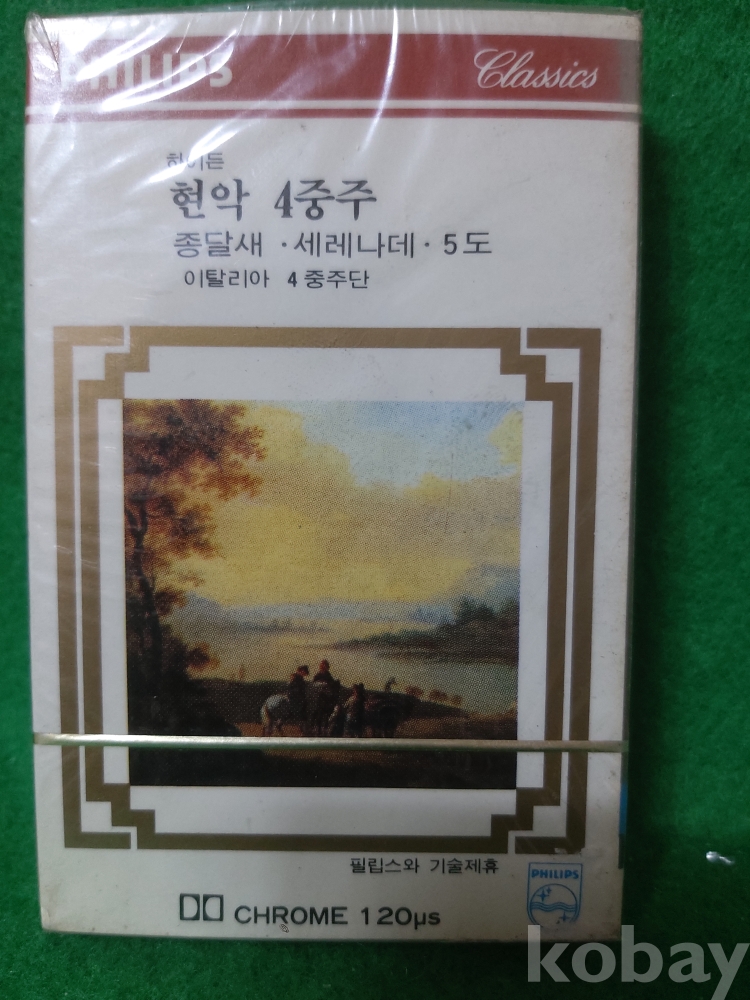 PHILIPS
Classics
하이든
현악 4중주
종달새 · 세레나데 · 5도
이탈리아 4중주단
필립스와 기술제휴
PHILIPS
CHROME 120µs
kobay